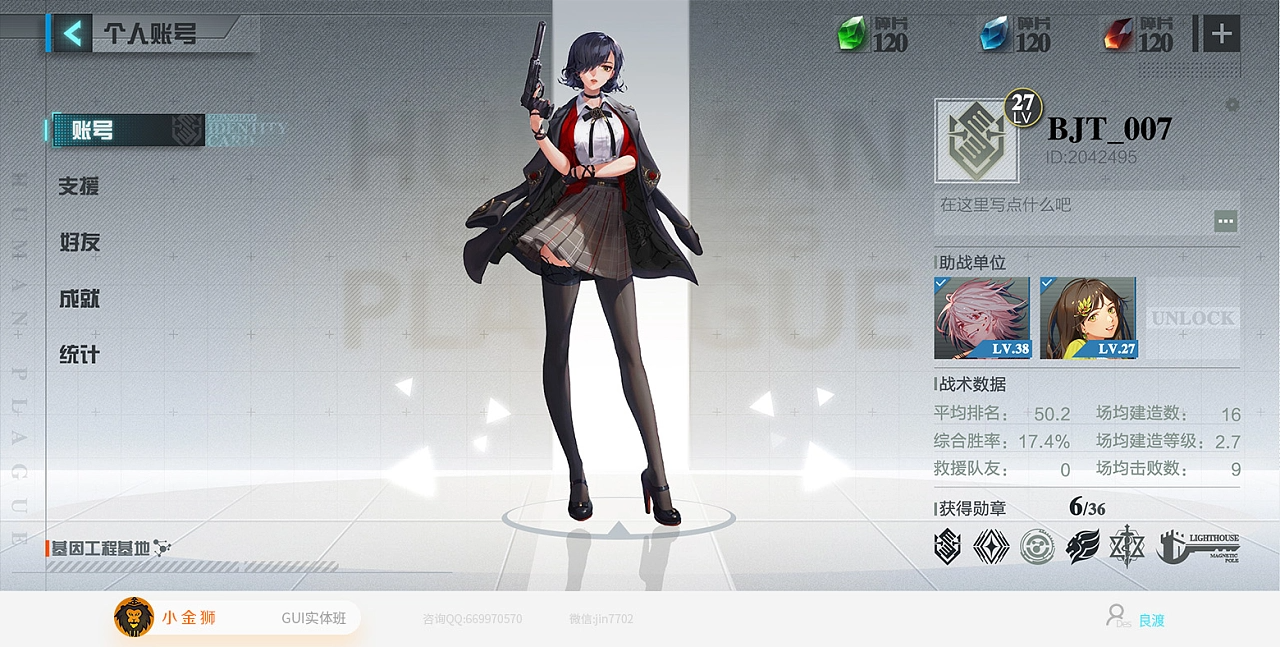 个人账号
碎片
120
碎片
120
碎片
120
账号
IDENTITY
CARD
支援
好友
成就
统计
HUMAN PLAGUE
基因工程基地
27
LV
BJT_007
ID:2042495
在这里写点什么吧
助战单位
LV.38
LV.27
UNLOCK
战术数据
平均排名: 50.2 场均建造数: 16
综合胜率: 17.4% 场均建造等级: 2.7
救援队友: 0 场均击败数: 9
获得勋章 6/36
LIGHTHOUSE
MAGNETIC
POLE
小金狮
GUI实体班
咨询QQ:669970570
微信:jin7702
Des 良渡